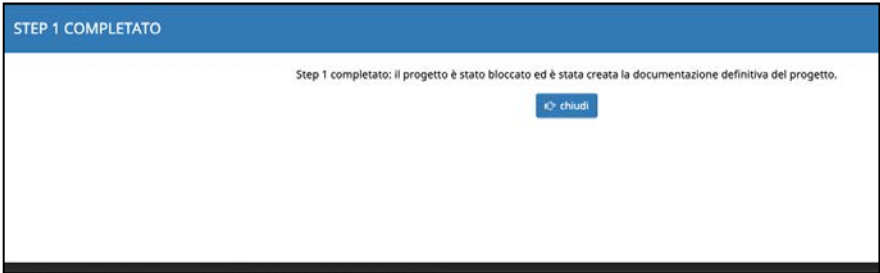 STEP 1 COMPLETATO
Step 1 completato: il progetto è stato bloccato ed è stata creata la documentazione definitiva del progetto.
chiudi